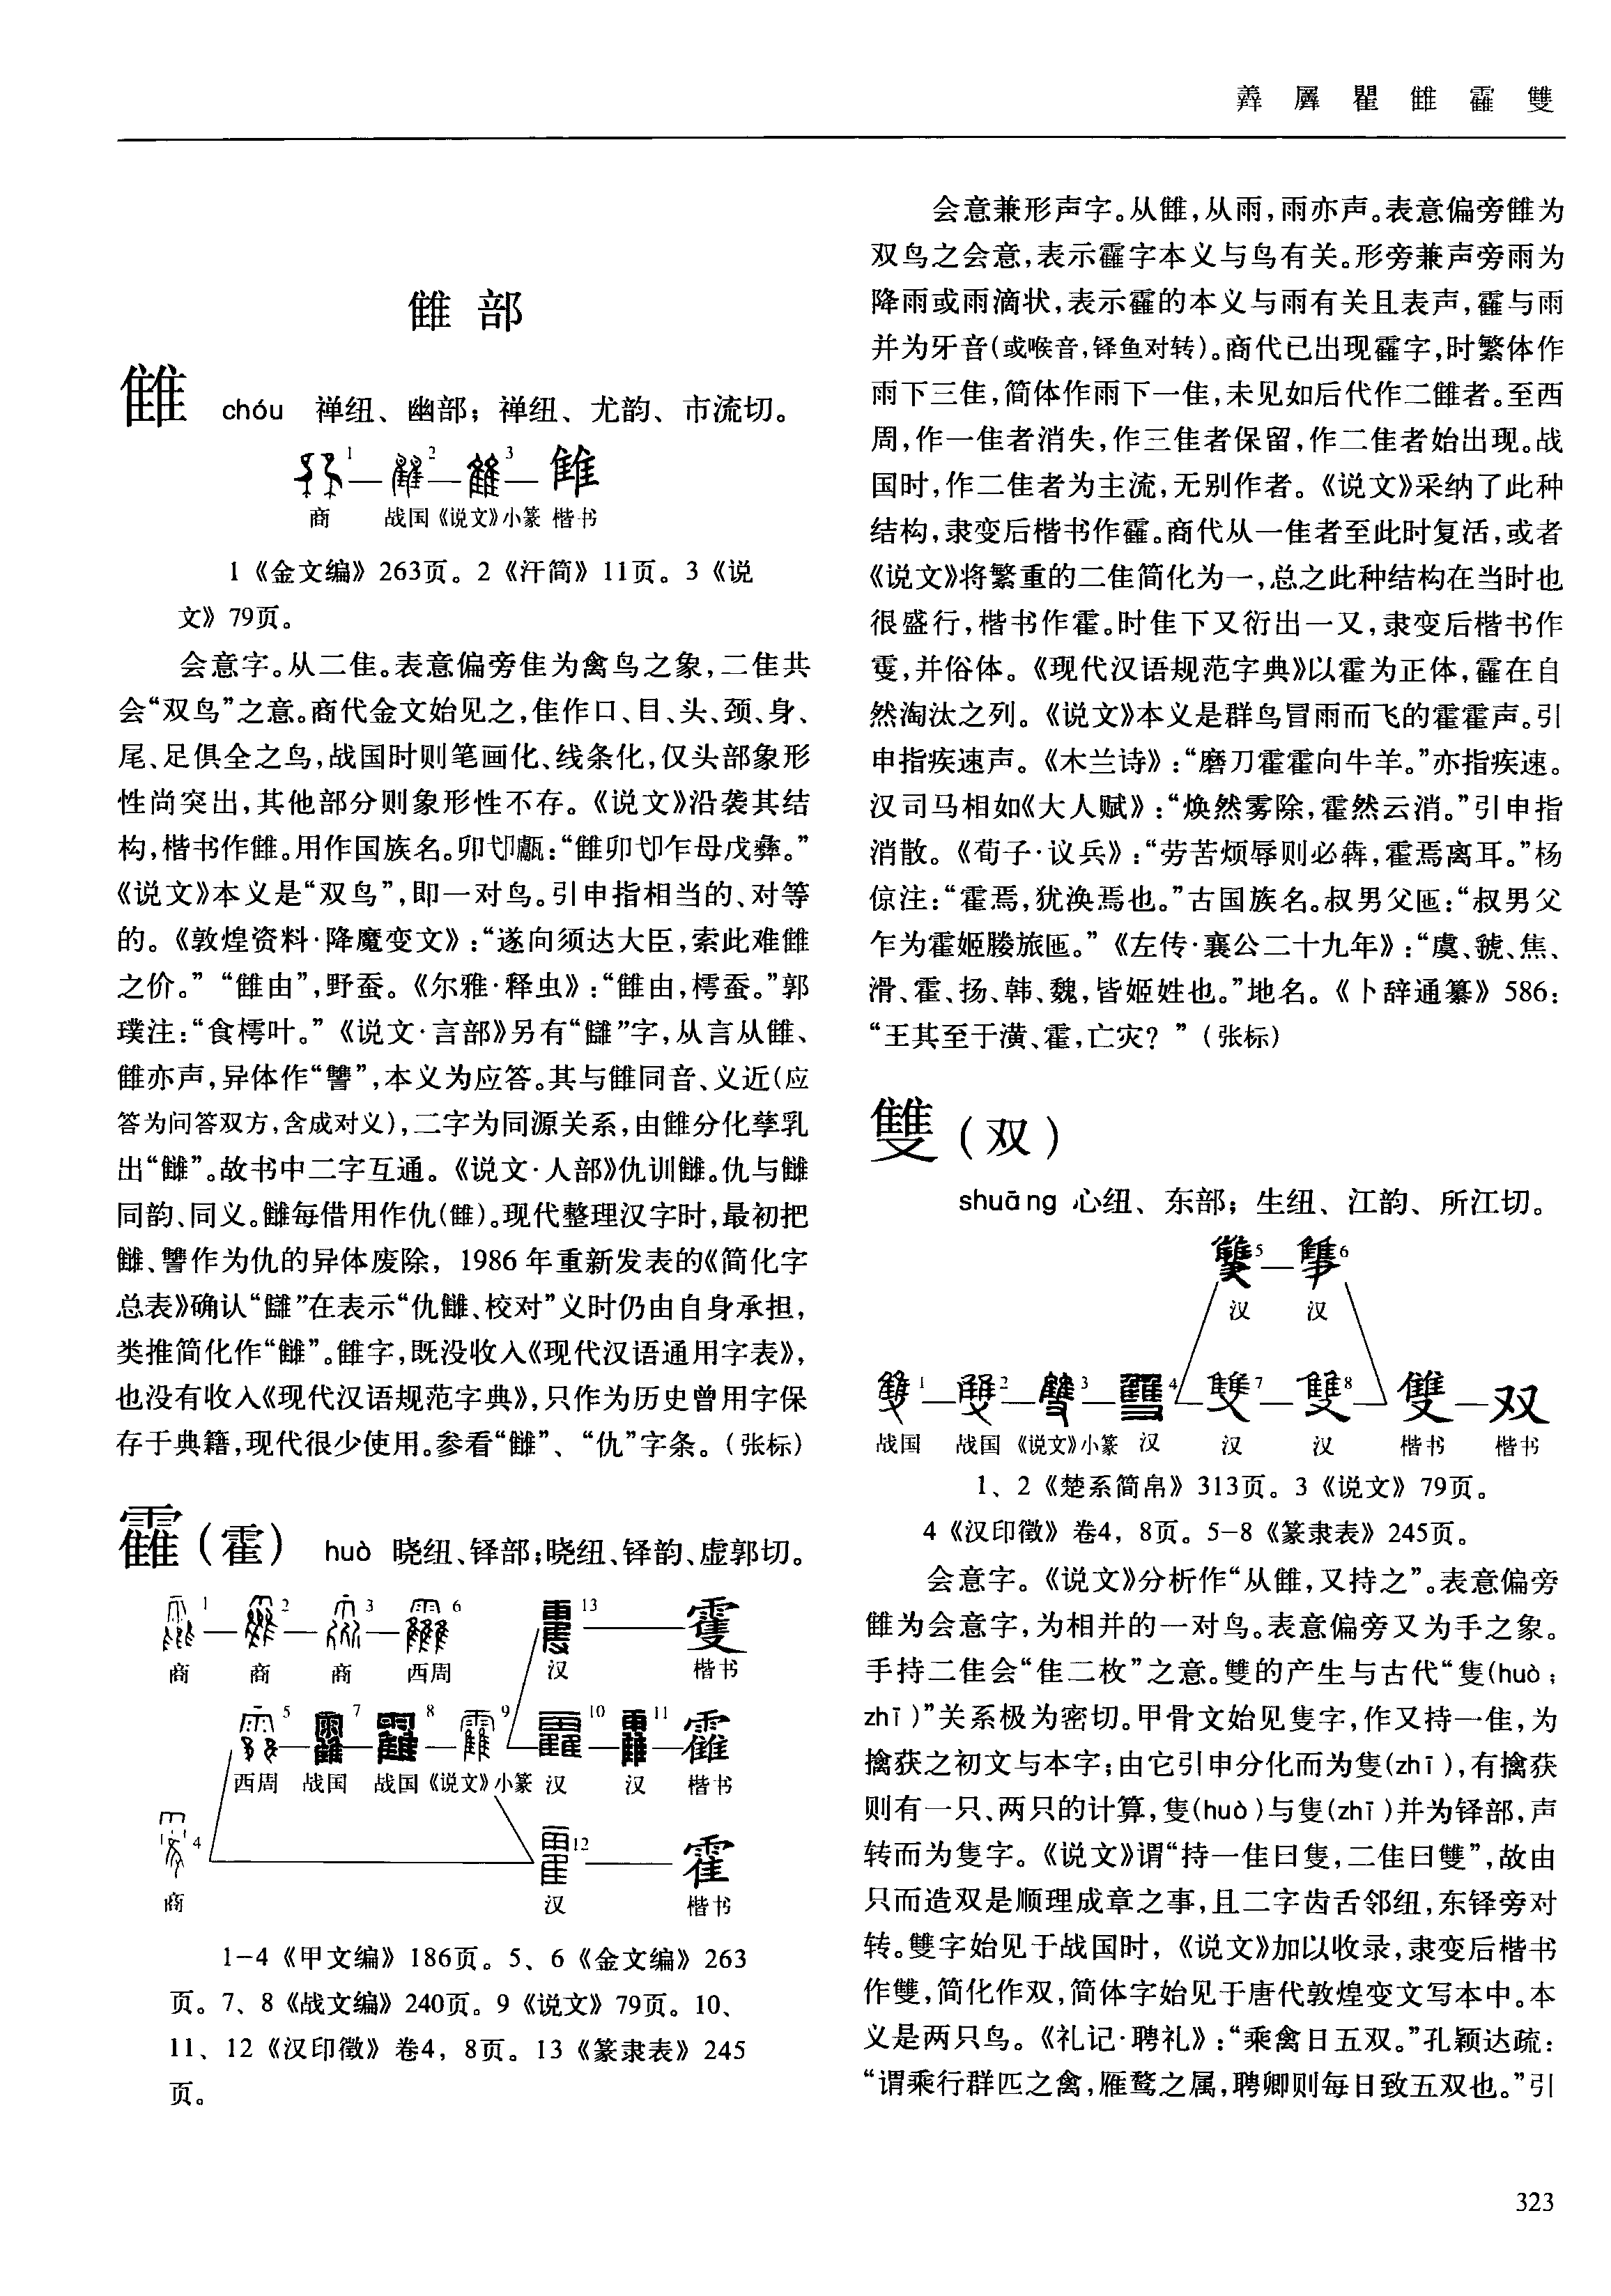 羴 羼 瞿 雔 靃 雙
雔 部
雔 chóu 禅纽、幽部；禅纽、尤韵、市流切。
1 2 3 雔
商 战国《说文》小篆 楷书
1《金文编》263页。2《汗简》11页。3《说
文》79页。
会意字。从二隹。表意偏旁隹为禽鸟之象，二隹共
会“双鸟”之意。商代金文始见之，隹作口、目、头、颈、身、
尾、足俱全之鸟，战国时则笔画化、线条化，仅头部象形
性尚突出，其他部分则象形性不存。《说文》沿袭其结
构，楷书作雔。用作国族名。卯甗：“雔卯乍母戊彝。”
《说文》本义是“双鸟”，即一对鸟。引申指相当的、对等
的。《敦煌资料·降魔变文》：“遂向须达大臣，索此难雔
之价。”“雔由”，野蚕。《尔雅·释虫》：“雔由，樗蚕。”郭
璞注：“食樗叶。”《说文·言部》另有“讎”字，从言从雔、
雔亦声，异体作“讐”，本义为应答。其与雔同音、义近（应
答为问答双方，含成对义），二字为同源关系，由雔分化孳乳
出“雠”。故书中二字互通。《说文·人部》仇训雠。仇与雠
同韵、同义。雠每借用作仇（雔）。现代整理汉字时，最初把
雠、讐作为仇的异体废除，1986年重新发表的《简化字
总表》确认“讎”在表示“仇雠、校对”义时仍由自身承担，
类推简化作“雠”。雔字，既没收入《现代汉语通用字表》，
也没有收入《现代汉语规范字典》，只作为历史曾用字保
存于典籍，现代很少使用。参看“雠”、“仇”字条。（张标）
靃（霍） huò 晓纽、铎部；晓纽、铎韵、虚郭切。
1 2 3 6 13 䨥
商 商 商 西周 汉 楷书
5 7 8 9 10 11 靃
西周 战国 战国《说文》小篆 汉 汉 楷书
4 12 霍
商 汉 楷书
1-4《甲文编》186页。5、6《金文编》263
页。7、8《战文编》240页。9《说文》79页。10、
11、12《汉印徵》卷4，8页。13《篆隶表》245
页。
会意兼形声字。从雔，从雨，雨亦声。表意偏旁雔为
双鸟之会意，表示靃字本义与鸟有关。形旁兼声旁雨为
降雨或雨滴状，表示靃的本义与雨有关且表声，靃与雨
并为牙音（或喉音，铎鱼对转）。商代已出现靃字，时繁体作
雨下三隹，简体作雨下一隹，未见如后代作二雔者。至西
周，作一隹者消失，作三隹者保留，作二隹者始出现。战
国时，作二隹者为主流，无别作者。《说文》采纳了此种
结构，隶变后楷书作靃。商代从一隹者至此时复活，或者
《说文》将繁重的二隹简化为一，总之此种结构在当时也
很盛行，楷书作霍。时隹下又衍出一又，隶变后楷书作
䨥，并俗体。《现代汉语规范字典》以霍为正体，靃在自
然淘汰之列。《说文》本义是群鸟冒雨而飞的霍霍声。引
申指疾速声。《木兰诗》：“磨刀霍霍向牛羊。”亦指疾速。
汉司马相如《大人赋》：“焕然雾除，霍然云消。”引申指
消散。《荀子·议兵》：“劳苦烦辱则必犇，霍焉离耳。”杨
倞注：“霍焉，犹涣焉也。”古国族名。叔男父匜：“叔男父
乍为霍姬媵旅匜。”《左传·襄公二十九年》：“虞、虢、焦、
滑、霍、扬、韩、魏，皆姬姓也。”地名。《卜辞通纂》586：
“王其至于潢、霍，亡灾？”（张标）
雙（双）
shuāng 心纽、东部；生纽、江韵、所江切。
5 6
汉 汉
1 2 3 4 7 8 雙 双
战国 战国《说文》小篆 汉 汉 汉 楷书 楷书
1、2《楚系简帛》313页。3《说文》79页。
4《汉印徵》卷4，8页。5-8《篆隶表》245页。
会意字。《说文》分析作“从雔，又持之”。表意偏旁
雔为会意字，为相并的一对鸟。表意偏旁又为手之象。
手持二隹会“隹二枚”之意。雙的产生与古代“隻（huò；
zhī）”关系极为密切。甲骨文始见隻字，作又持一隹，为
擒获之初文与本字；由它引申分化而为隻（zhī），有擒获
则有一只、两只的计算，隻（huò）与隻（zhī）并为铎部，声
转而为隻字。《说文》谓“持一隹曰隻，二隹曰雙”，故由
只而造双是顺理成章之事，且二字齿舌邻纽，东铎旁对
转。雙字始见于战国时，《说文》加以收录，隶变后楷书
作雙，简化作双，简体字始见于唐代敦煌变文写本中。本
义是两只鸟。《礼记·聘礼》：“乘禽日五双。”孔颖达疏：
“谓乘行群匹之禽，雁鹜之属，聘卿则每日致五双也。”引
323